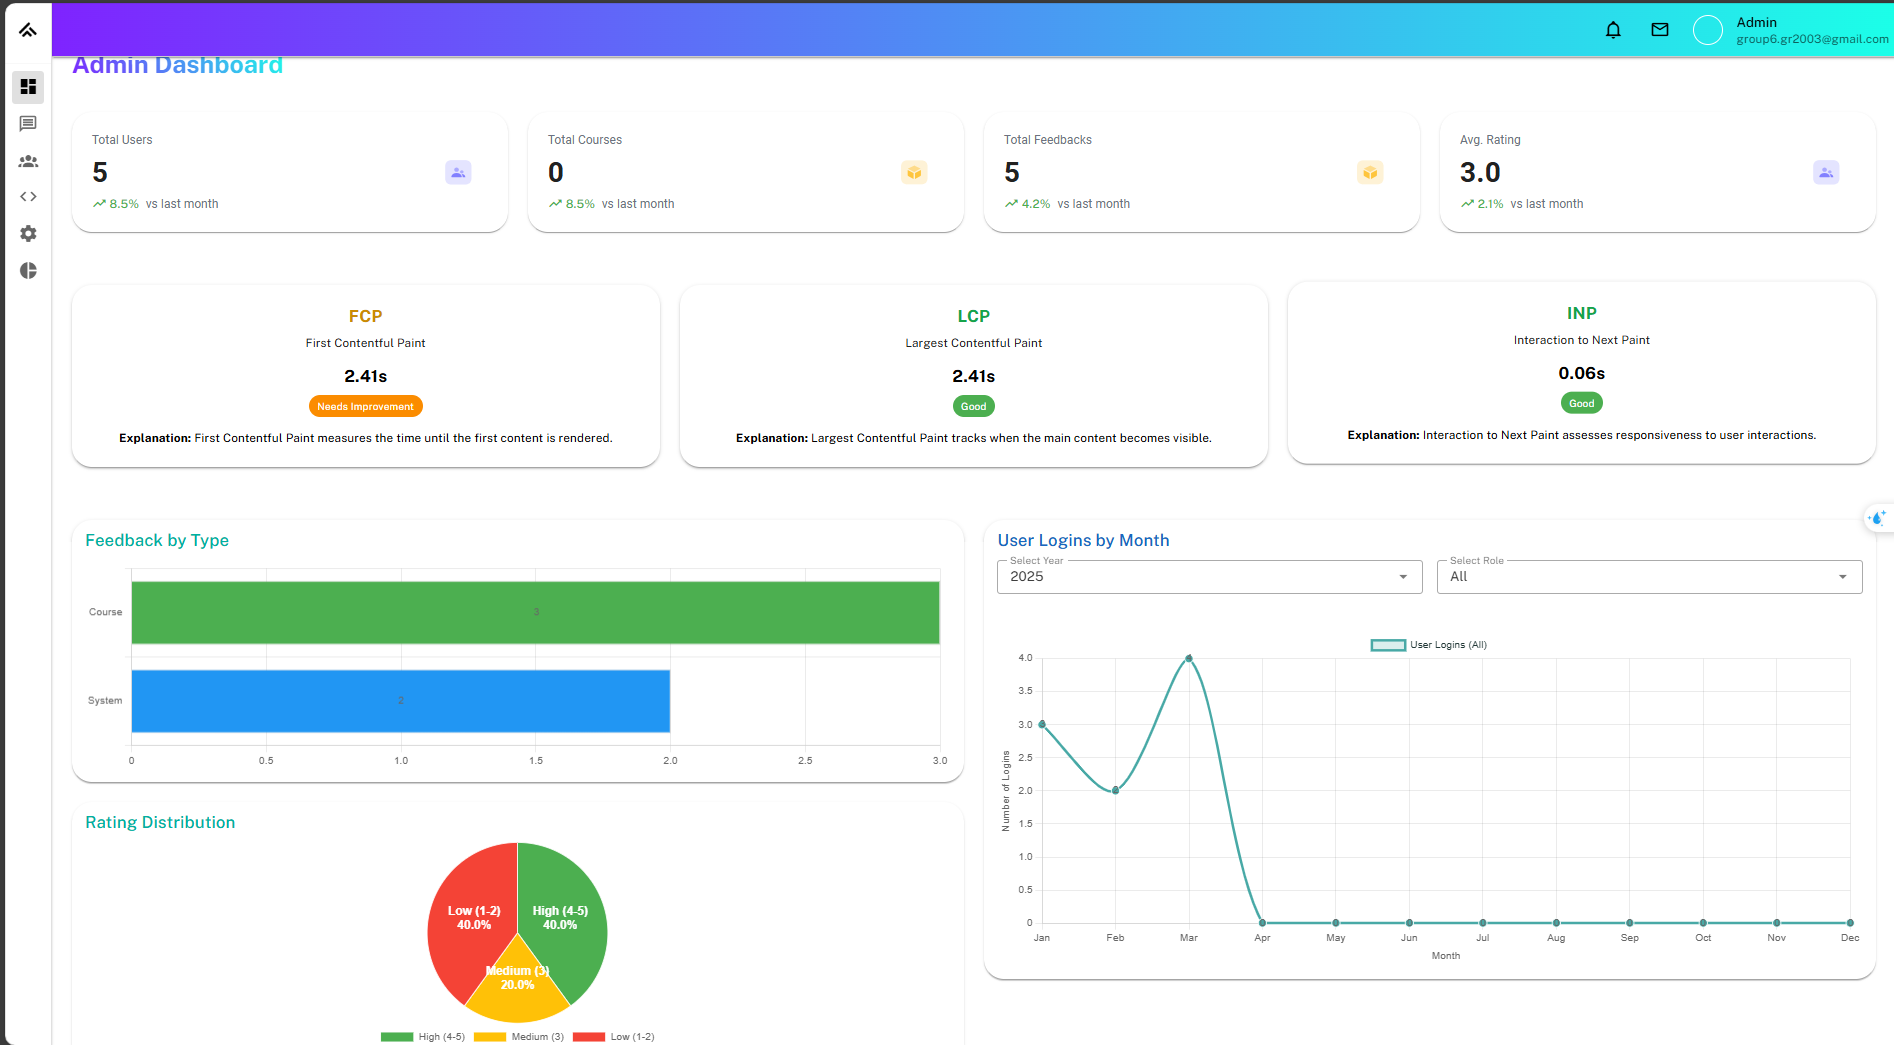 Admin
group6.gr2003@gmail.com
Admin Dashboard
Total Users
5
8.5% vs last month
Total Courses
0
8.5% vs last month
Total Feedbacks
5
4.2% vs last month
Avg. Rating
3.0
2.1% vs last month
FCP
First Contentful Paint
2.41s
Needs Improvement
Explanation: First Contentful Paint measures the time until the first content is rendered.
LCP
Largest Contentful Paint
2.41s
Good
Explanation: Largest Contentful Paint tracks when the main content becomes visible.
INP
Interaction to Next Paint
0.06s
Good
Explanation: Interaction to Next Paint assesses responsiveness to user interactions.
Feedback by Type
Course
3
System
2
0 0.5 1.0 1.5 2.0 2.5 3.0
User Logins by Month
Select Year
2025
Select Role
All
User Logins (All)
4.0
3.5
3.0
2.5
2.0
1.5
1.0
0.5
0
Number of Logins
Jan Feb Mar Apr May Jun Jul Aug Sep Oct Nov Dec
Month
Rating Distribution
Low (1-2)
40.0%
High (4-5)
40.0%
Medium (3)
20.0%
High (4-5) Medium (3) Low (1-2)